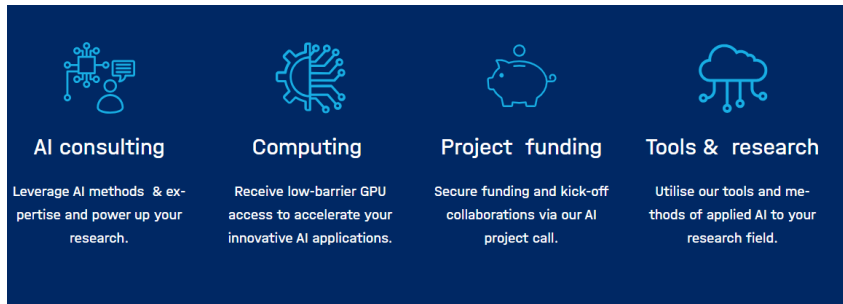 AI consulting
Leverage AI methods & ex-
pertise and power up your
research.
Computing
Receive low-barrier GPU
access to accelerate your
innovative AI applications.
Project funding
Secure funding and kick-off
collaborations via our AI
project call.
Tools & research
Utilise our tools and me-
thods of applied AI to your
research field.